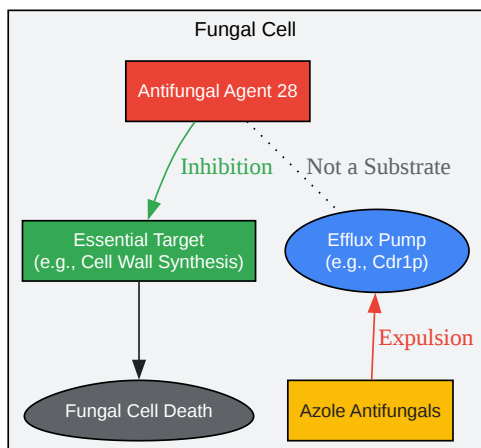 Fungal Cell
Antifungal Agent 28
Inhibition
Not a Substrate
Essential Target
(e.g., Cell Wall Synthesis)
Efflux Pump
(e.g., Cdr1p)
Expulsion
Fungal Cell Death
Azole Antifungals